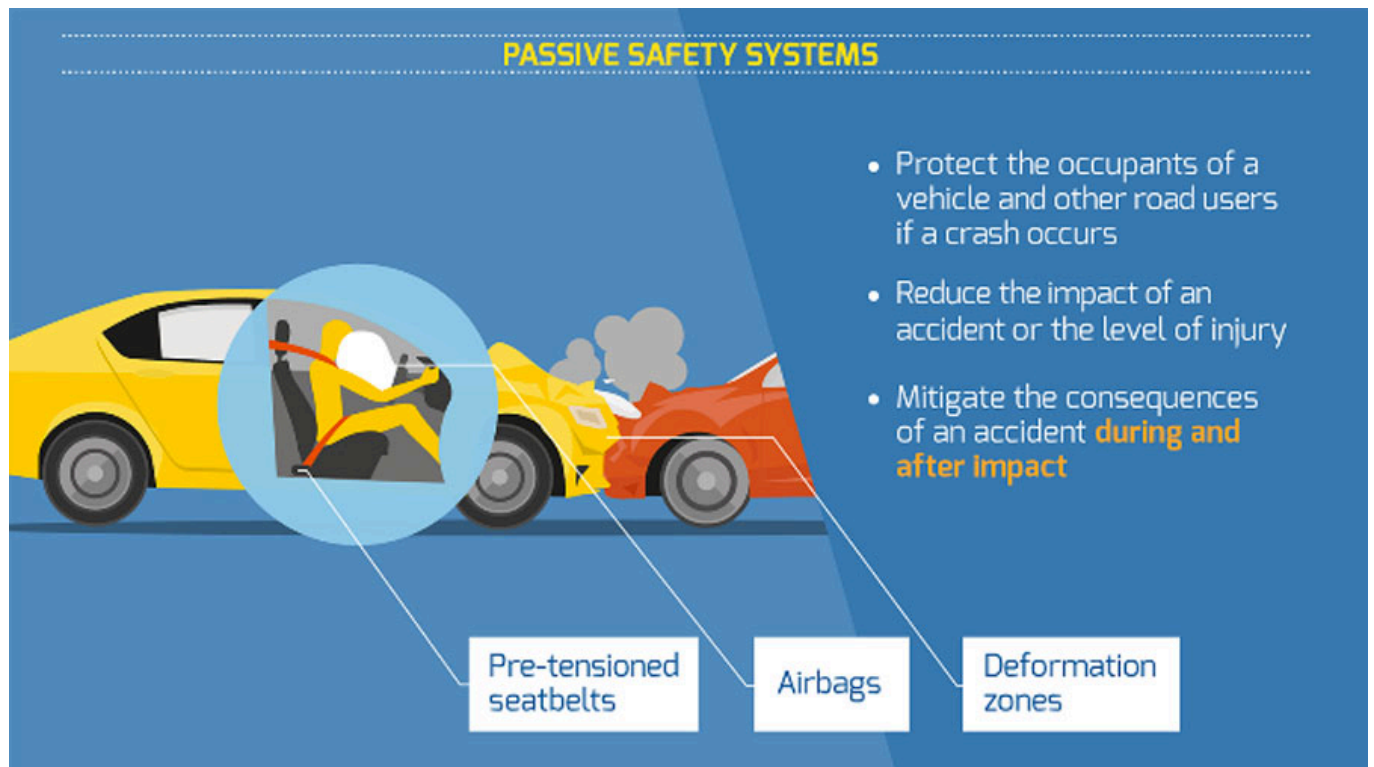 PASSIVE SAFETY SYSTEMS
• Protect the occupants of a
vehicle and other road users
if a crash occurs
• Reduce the impact of an
accident or the level of injury
• Mitigate the consequences
of an accident during and
after impact
Pre-tensioned
seatbelts
Airbags
Deformation
zones